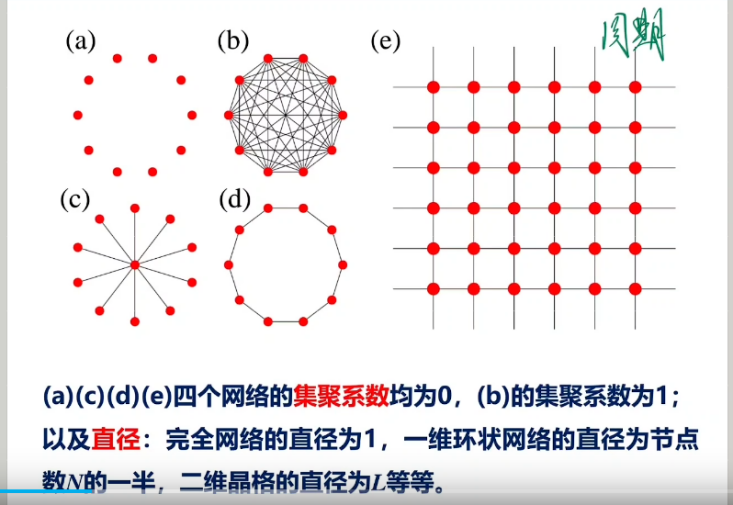 (a)
(b)
(e)
周期
(c)
(d)
(a)(c)(d)(e)四个网络的集聚系数均为0，(b)的集聚系数为1；
以及直径：完全网络的直径为1，一维环状网络的直径为节点
数N的一半，二维晶格的直径为L等等。